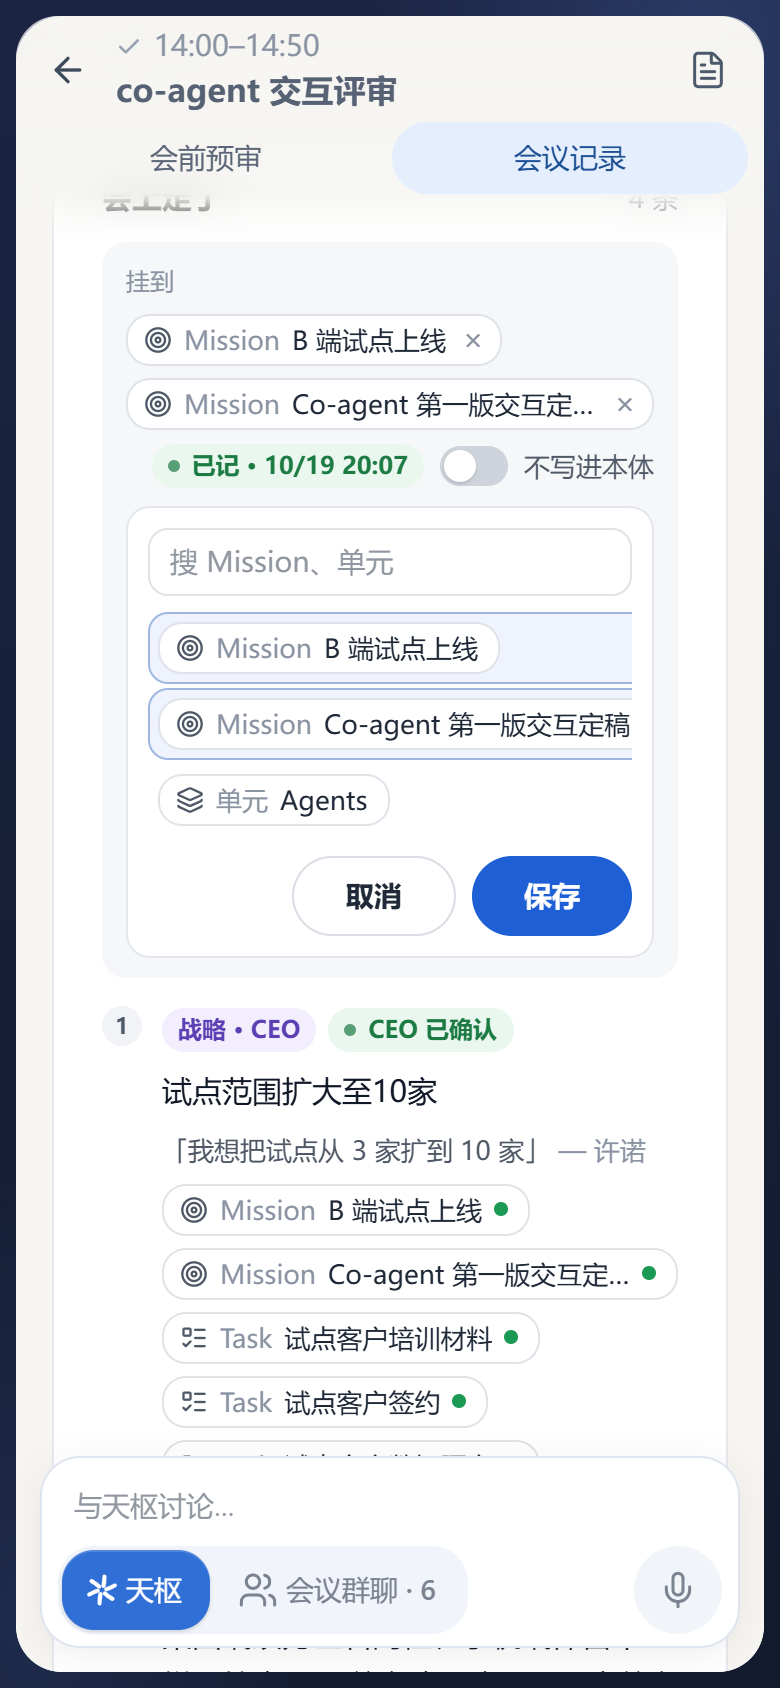 14:00–14:50
co-agent 交互评审
会前预审
会议记录
会上定了
4 条
挂到
Mission B 端试点上线 ×
Mission Co-agent 第一版交互定... ×
已记 • 10/19 20:07 不写进本体
搜 Mission、单元
Mission B 端试点上线
Mission Co-agent 第一版交互定稿
单元 Agents
取消
保存
1 战略 • CEO CEO 已确认
试点范围扩大至10家
「我想把试点从 3 家扩到 10 家」 — 许诺
Mission B 端试点上线
Mission Co-agent 第一版交互定...
Task 试点客户培训材料
Task 试点客户签约
与天枢讨论...
天枢
会议群聊 · 6